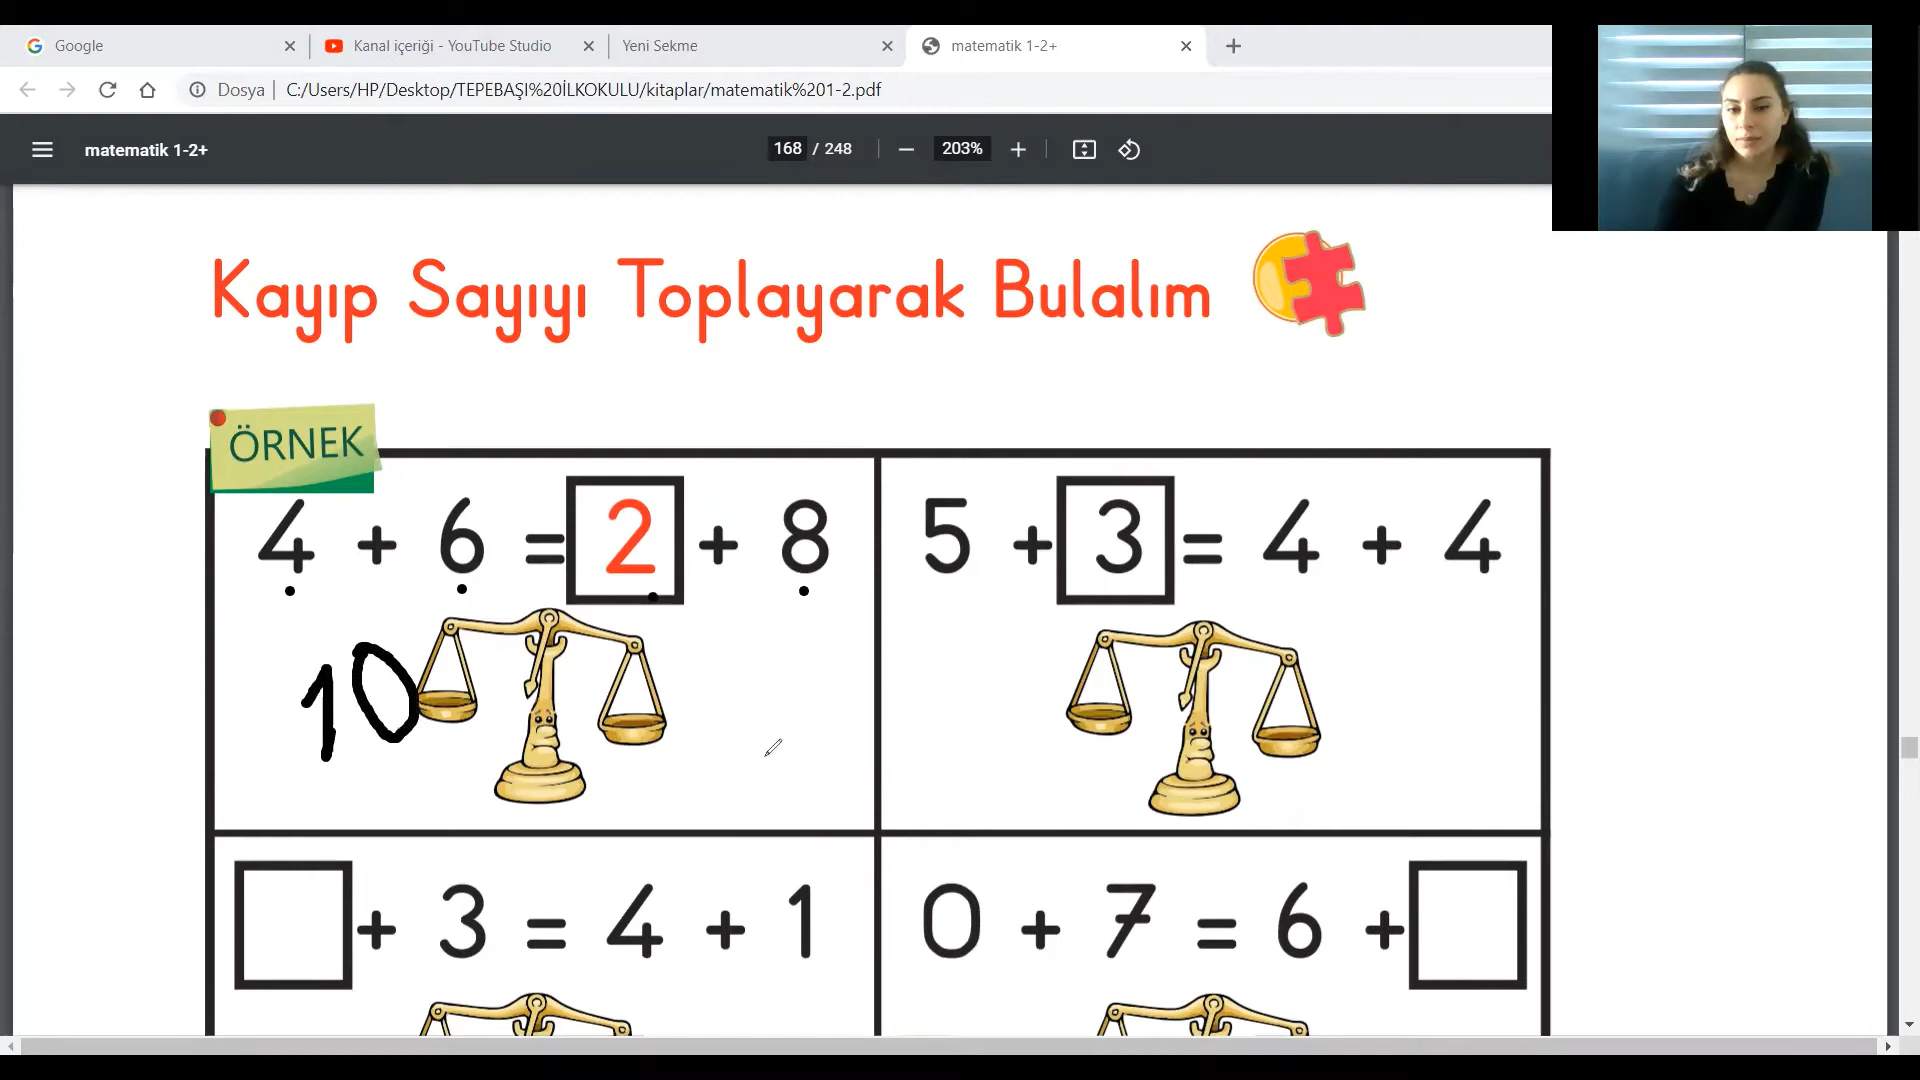 Google
Kanal içeriği - YouTube Studio
Yeni Sekme
matematik 1-2+
Dosya
C:/Users/HP/Desktop/TEPEBAŞI%20İLKOKULU/kitaplar/matematik%201-2.pdf
matematik 1-2+
168 / 248
203%
Kayıp Sayıyı Toplayarak Bulalım
ÖRNEK
4 + 6 = 2 + 8
5 + 3 = 4 + 4
10
+ 3 = 4 + 1
0 + 7 = 6 +